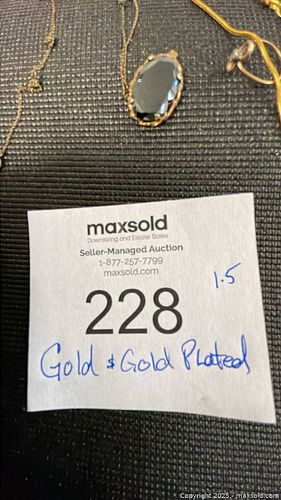 maxsold
Downsizing and Estate Sales
Seller-Managed Auction
1-877-257-7799
maxsold.com
228
1.5
Gold & Gold Plated
Copyright © 2025 - maxsold.com